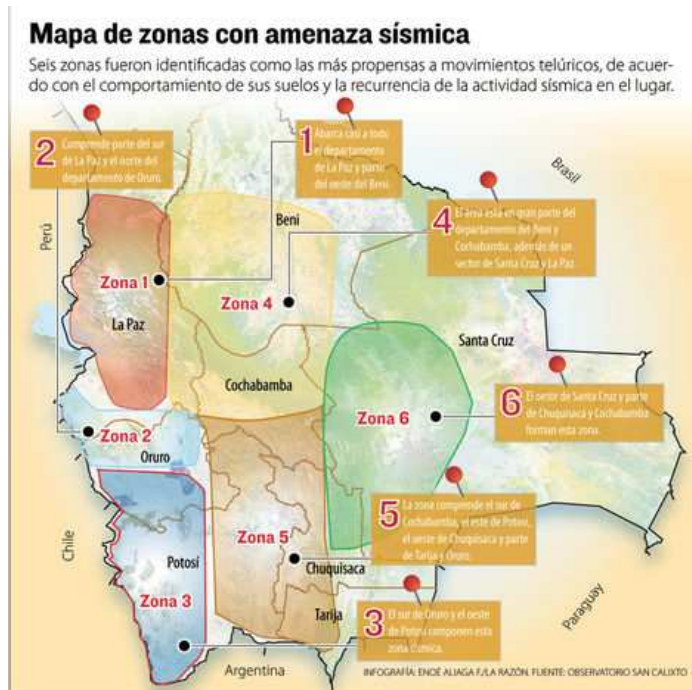 Mapa de zonas con amenaza sísmica
Seis zonas fueron identificadas como las más propensas a movimientos telúricos, de acuer-
do con el comportamiento de sus suelos y la recurrencia de la actividad sísmica en el lugar.
2
Comprende parte del sur
de La Paz y el norte del
departamento de Oruro.
1
Abarca casi a todo
el departamento
de La Paz y parte
del oeste del Beni.
Brasil
4
El área está en gran parte del
departamento del Beni y
Cochabamba, además de un
sector de Santa Cruz y La Paz
Perú
Beni
Zona 1
Zona 4
La Paz
Santa Cruz
Cochabamba
6
El oeste de Santa Cruz y parte
de Chuquisaca y Cochabamba
forman esta zona.
Zona 6
Zona 2
Oruro
5
La zona comprende el sur de
Cochabamba, el este de Potosí,
el oeste de Chuquisaca y parte
de Tarija y Oruro.
Chile
Zona 5
Potosí
Chuquisaca
Zona 3
Tarija
3
El sur de Oruro y el oeste
de Potosí componen esta
zona sísmica.
Paraguay
Argentina
INFOGRAFÍA: ENOÉ ALIAGA F./LA RAZÓN. FUENTE: OBSERVATORIO SAN CALIXTO